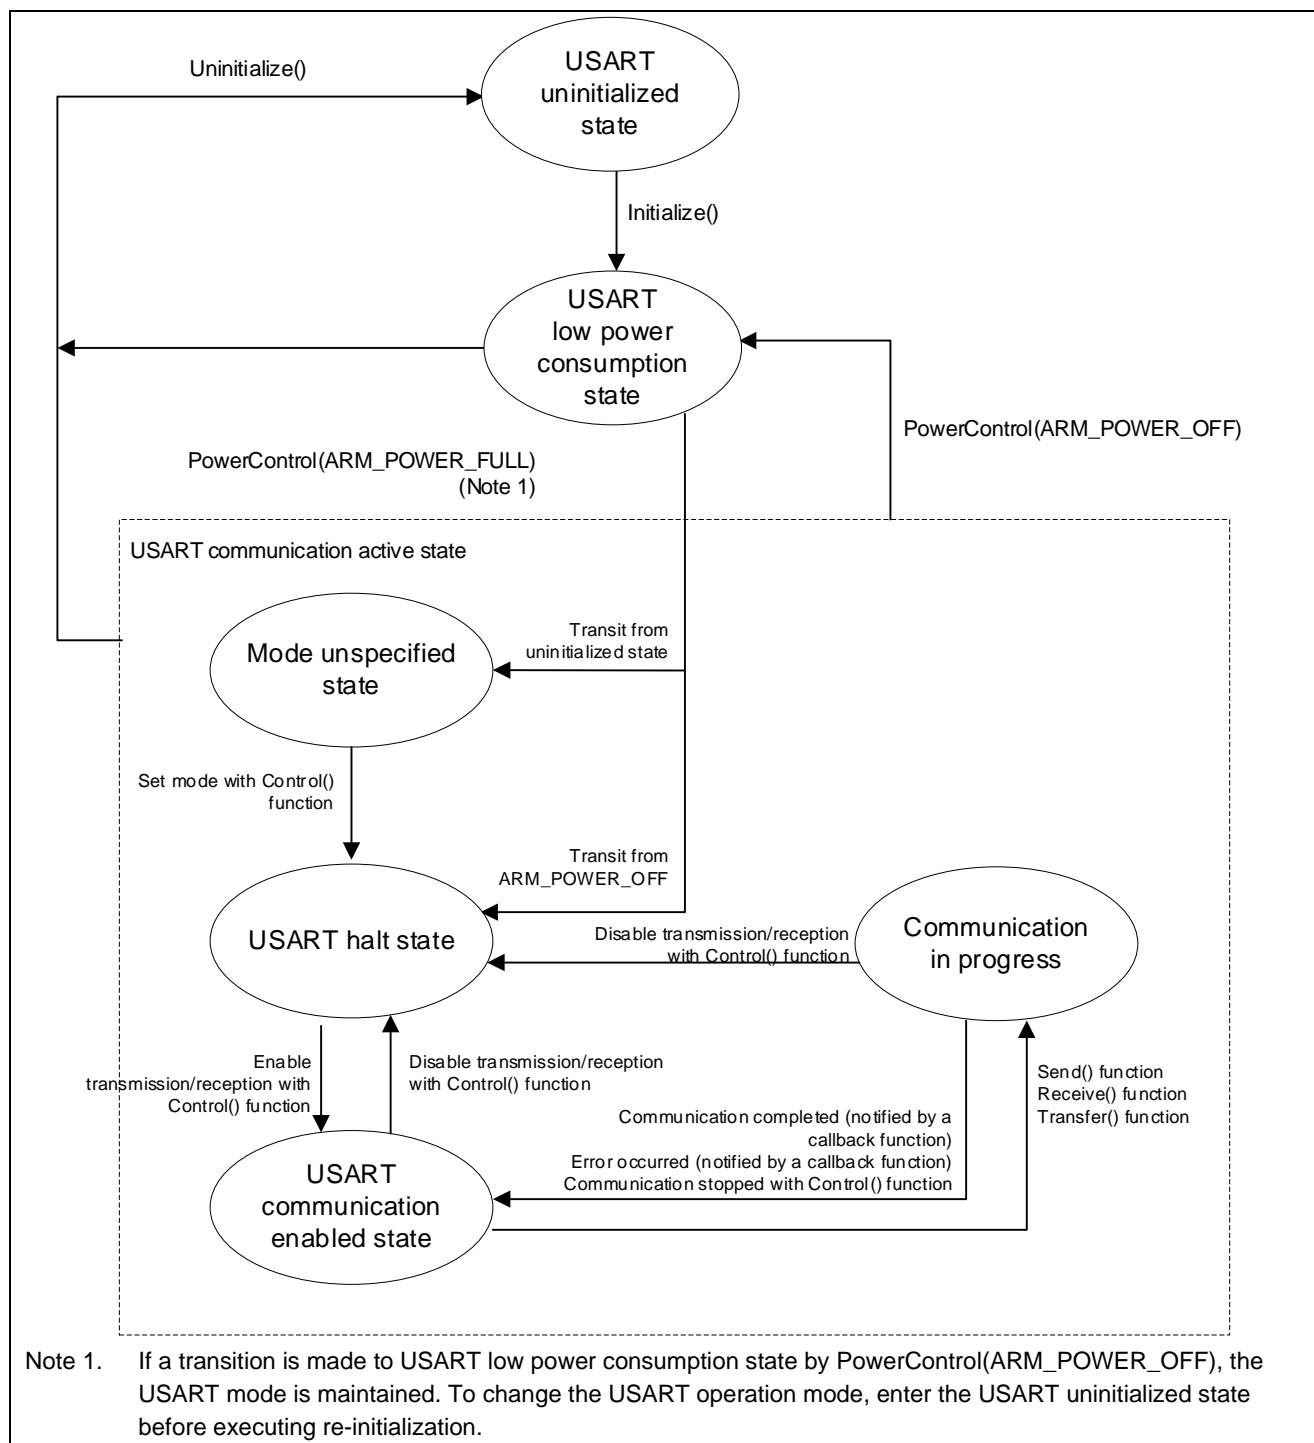 Uninitialize()
USART
uninitialized
state
Initialize()
USART
low power
consumption
state
PowerControl(ARM_POWER_OFF)
PowerControl(ARM_POWER_FULL)
(Note 1)
USART communication active state
Transit from
uninitialized state
Mode unspecified
state
Set mode with Control()
function
Transit from
ARM_POWER_OFF
USART halt state
Disable transmission/reception
with Control() function
Communication
in progress
Enable
transmission/reception with
Control() function
Disable transmission/reception
with Control() function
Send() function
Receive() function
Transfer() function
Communication completed (notified by a
callback function)
Error occurred (notified by a callback function)
Communication stopped with Control() function
USART
communication
enabled state
Note 1. If a transition is made to USART low power consumption state by PowerControl(ARM_POWER_OFF), the
USART mode is maintained. To change the USART operation mode, enter the USART uninitialized state
before executing re-initialization.